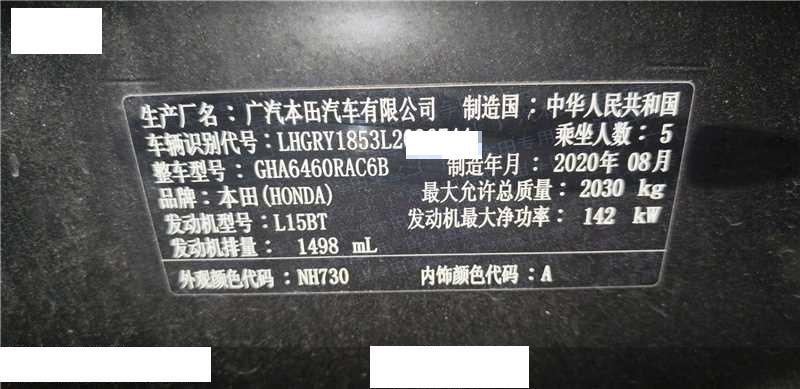 生产厂名：广汽本田汽车有限公司 制造国：中华人民共和国
车辆识别代号：LHGRY1853L2 乘坐人数：5
整车型号：GHA6460RAC6B 制造年月：2020年08月
品牌：本田(HONDA) 最大允许总质量：2030 kg
发动机型号：L15BT 发动机最大净功率：142 kW
发动机排量：1498 mL
外观颜色代码：NH730 内饰颜色代码：A